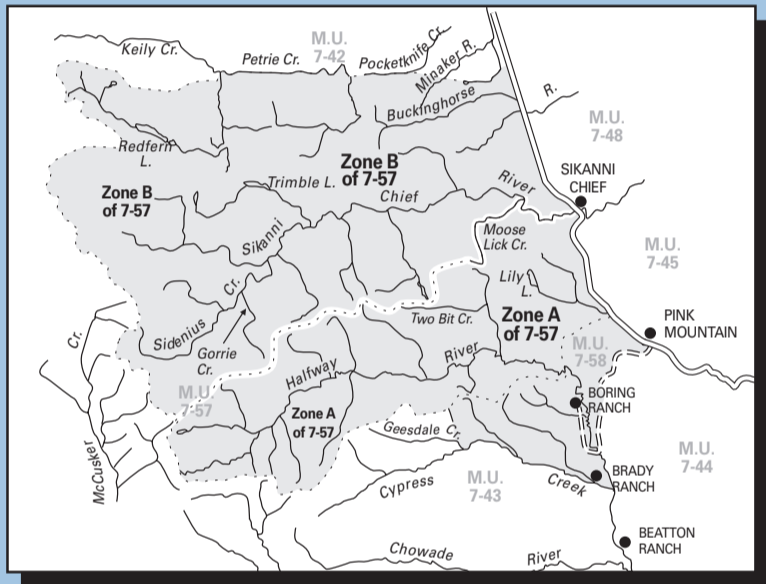 Keily Cr.
M.U.
7-42
Petrie Cr.
Pocketknife Cr.
Minaker R.
Buckinghorse
R.
M.U.
7-48
Redfern
L.
Zone B
of 7-57
Zone B
of 7-57
Trimble L.
Chief
River
SIKANNI
CHIEF
Sikanni
Moose
Lick Cr.
M.U.
7-45
Cr.
Lily
L.
Sidenius
Gorrie
Cr.
Two Bit Cr.
Zone A
of 7-57
PINK
MOUNTAIN
Cr.
M.U.
7-58
River
Halfway
M.U.
7-57
BORING
RANCH
Zone A
of 7-57
Geesdale Cr.
McCusker
Cypress
M.U.
7-43
Creek
M.U.
7-44
BRADY
RANCH
BEATTON
RANCH
Chowade
River